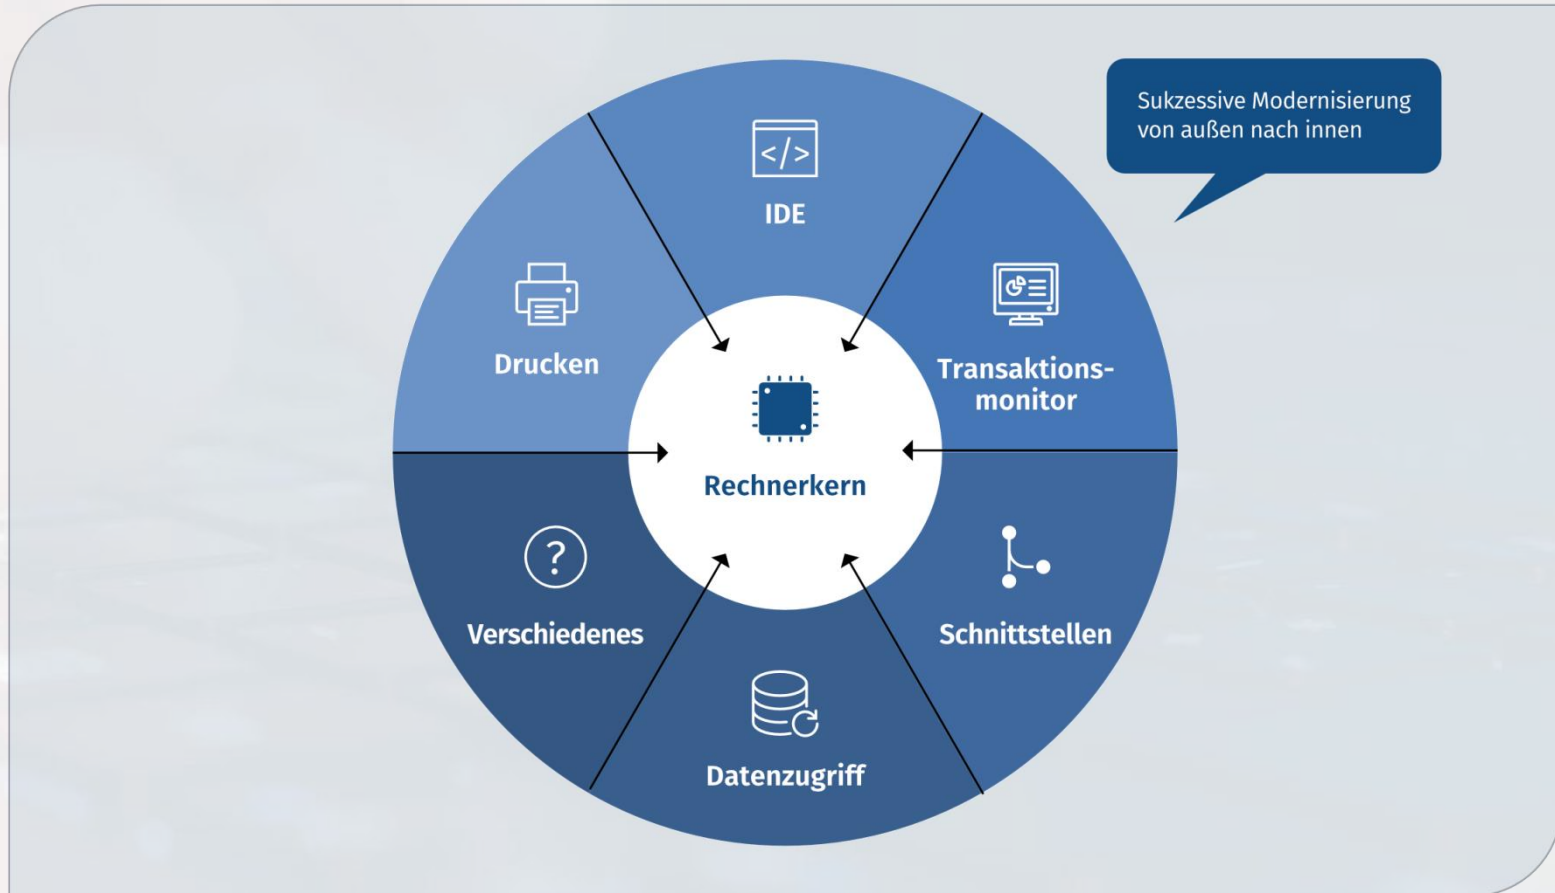 Sukzessive Modernisierung
von außen nach innen
</>
IDE
Drucken
Transaktions-
monitor
Rechnerkern
?
Verschiedenes
Schnittstellen
Datenzugriff